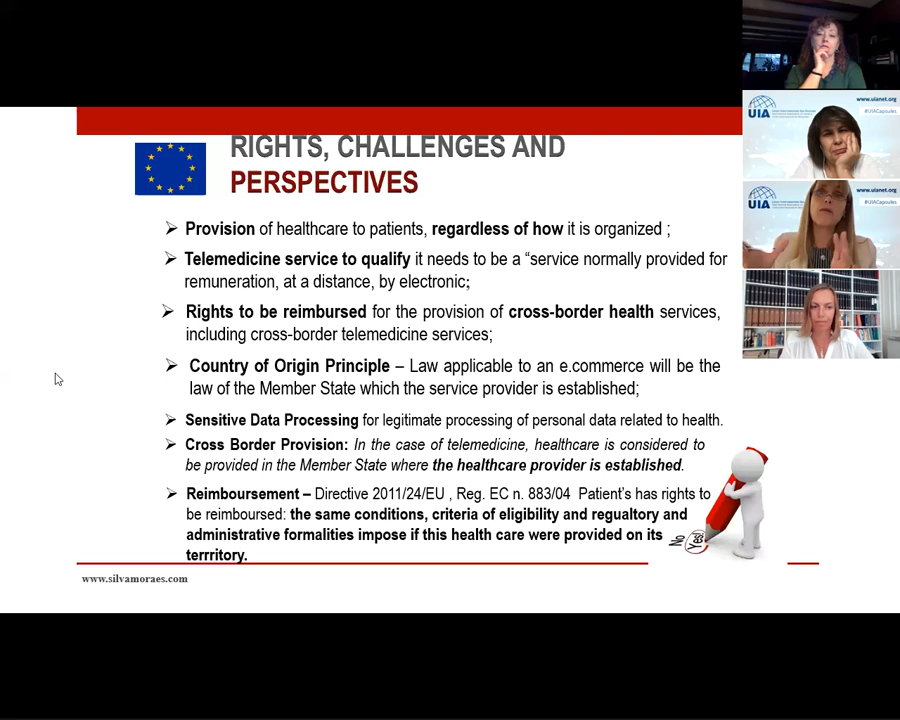 RIGHTS, CHALLENGES AND
PERSPECTIVES
➢ Provision of healthcare to patients, regardless of how it is organized ;
➢ Telemedicine service to qualify it needs to be a “service normally provided for
remuneration, at a distance, by electronic;
➢ Rights to be reimbursed for the provision of cross-border health services,
including cross-border telemedicine services;
➢ Country of Origin Principle – Law applicable to an e.commerce will be the
law of the Member State which the service provider is established;
➢ Sensitive Data Processing for legitimate processing of personal data related to health.
➢ Cross Border Provision: In the case of telemedicine, healthcare is considered to
be provided in the Member State where the healthcare provider is established.
➢ Reimboursement – Directive 2011/24/EU , Reg. EC n. 883/04 Patient’s has rights to
be reimboursed: the same conditions, criteria of eligibility and regualtory and
administrative formalities impose if this health care were provided on its
terrritory.
No
Yes!
www.silvamoraes.com
www.uianet.org
#UIACapsules
UIA
www.uianet.org
#UIACapsules
UIA